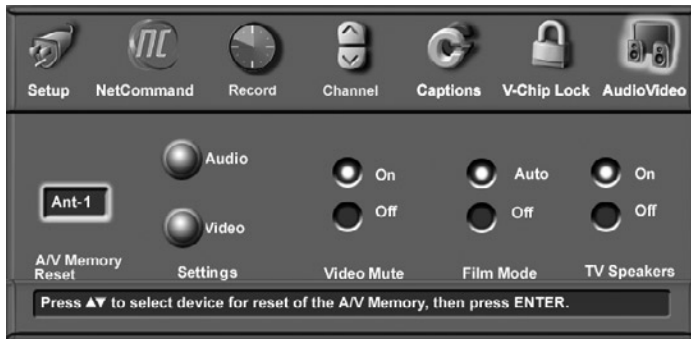 NC
Setup NetCommand Record Channel Captions V-Chip Lock AudioVideo
Audio
On Auto On
Ant-1
Off Off Off
Video
A/V Memory
Reset Settings Video Mute Film Mode TV Speakers
Press ▲▼ to select device for reset of the A/V Memory, then press ENTER.